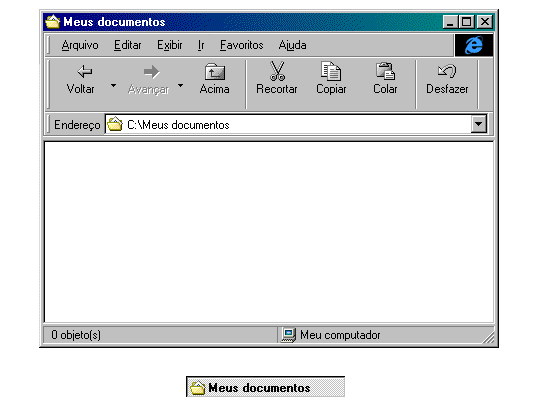 Meus documentos
Arquivo Editar Exibir Ir Favoritos Ajuda
Voltar Avançar Acima Recortar Copiar Colar Desfazer
Endereço C:\Meus documentos
0 objeto(s) Meu computador
Meus documentos